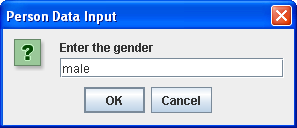 Person Data Input
?
Enter the gender
male
OK Cancel